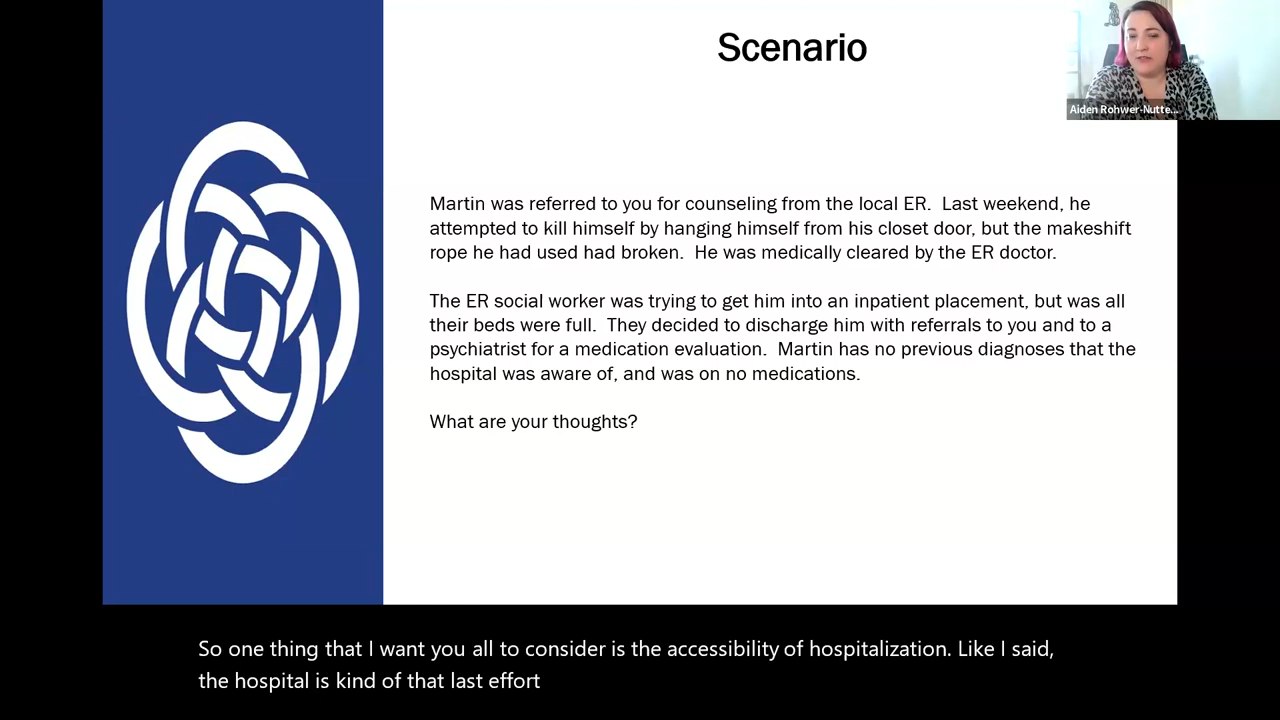 Scenario
Aiden Rohwer-Nutte...
Martin was referred to you for counseling from the local ER.  Last weekend, he
attempted to kill himself by hanging himself from his closet door, but the makeshift
rope he had used had broken.  He was medically cleared by the ER doctor.
The ER social worker was trying to get him into an inpatient placement, but was all
their beds were full.  They decided to discharge him with referrals to you and to a
psychiatrist for a medication evaluation.  Martin has no previous diagnoses that the
hospital was aware of, and was on no medications.
What are your thoughts?
So one thing that I want you all to consider is the accessibility of hospitalization. Like I said,
the hospital is kind of that last effort